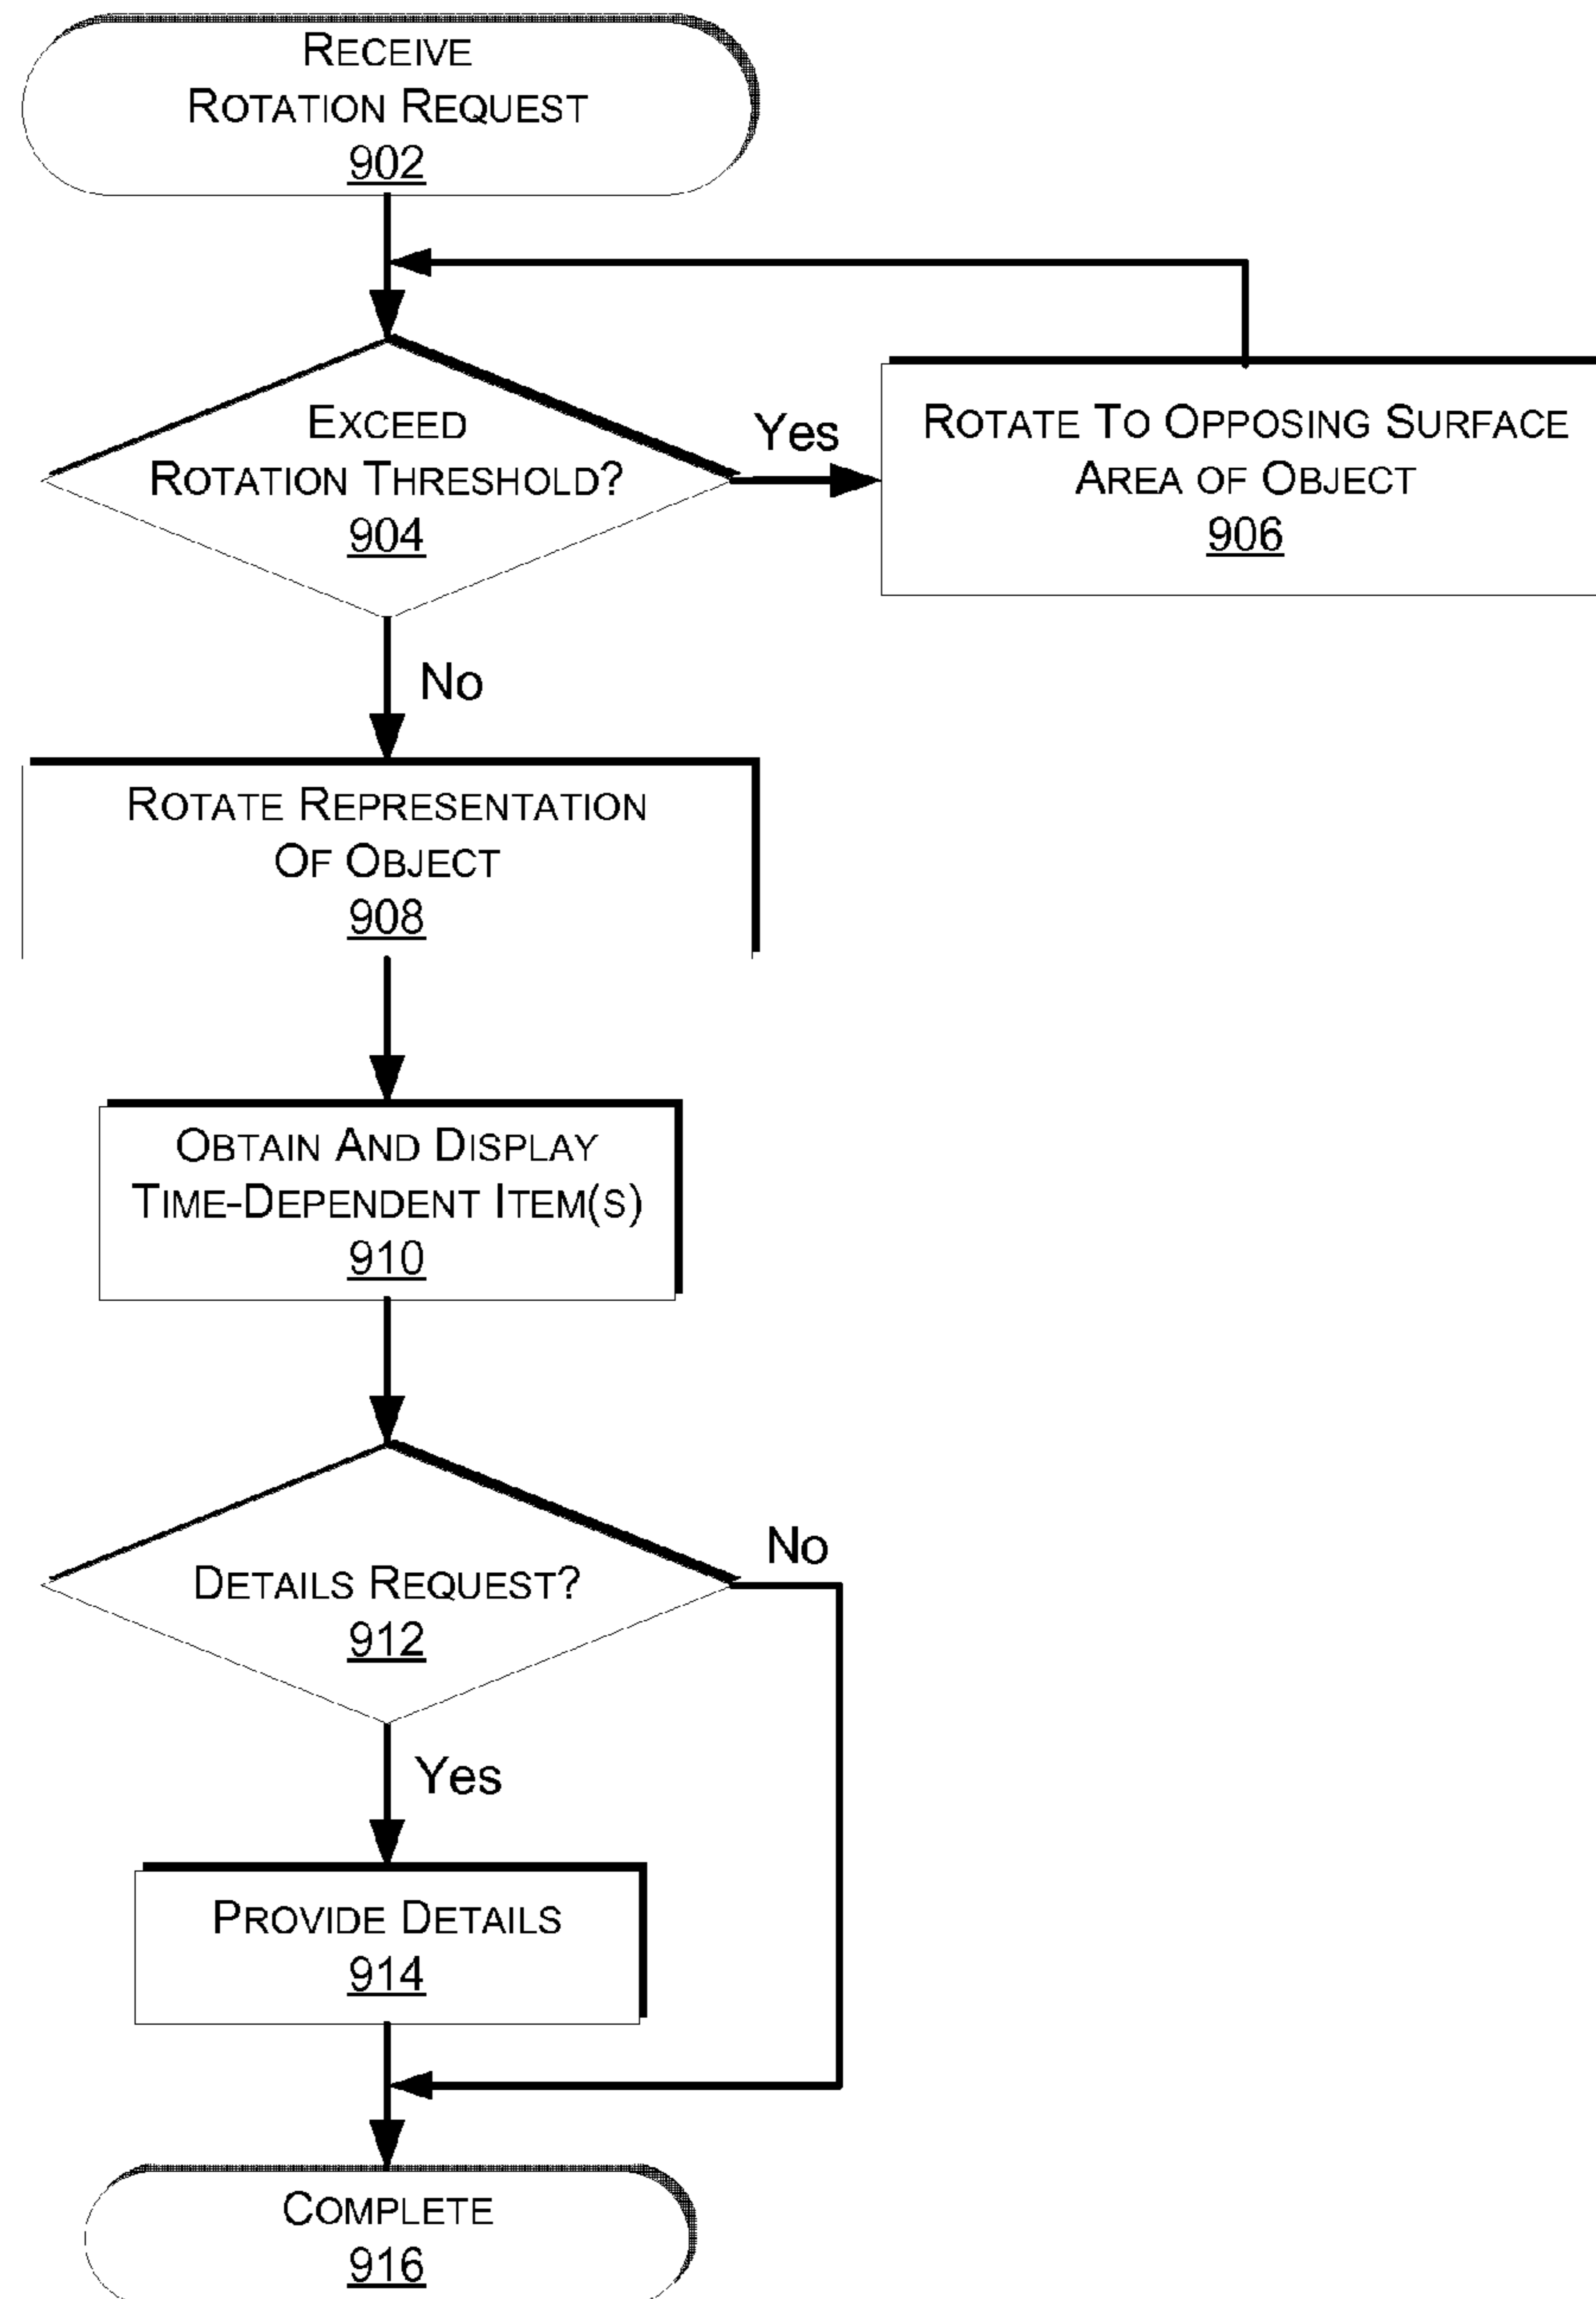 RECEIVE
ROTATION REQUEST
902
EXCEED
ROTATION THRESHOLD?
904
Yes
ROTATE TO OPPOSING SURFACE
AREA OF OBJECT
906
No
ROTATE REPRESENTATION
OF OBJECT
908
OBTAIN AND DISPLAY
TIME-DEPENDENT ITEM(S)
910
DETAILS REQUEST?
912
No
Yes
PROVIDE DETAILS
914
COMPLETE
916